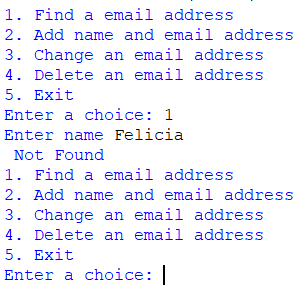 1. Find a email address
2. Add name and email address
3. Change an email address
4. Delete an email address
5. Exit
Enter a choice: 1
Enter name Felicia
 Not Found
1. Find a email address
2. Add name and email address
3. Change an email address
4. Delete an email address
5. Exit
Enter a choice: